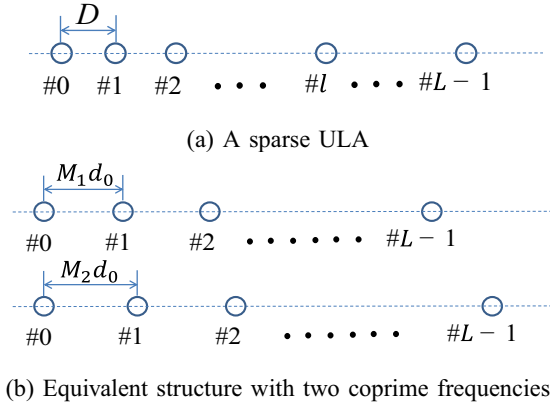 D
#0 #1 #2 • • • #l • • • #L − 1
(a) A sparse ULA
M₁d₀
#0 #1 #2 • • • • • • #L − 1
M₂d₀
#0 #1 #2 • • • • • • #L − 1
(b) Equivalent structure with two coprime frequencies